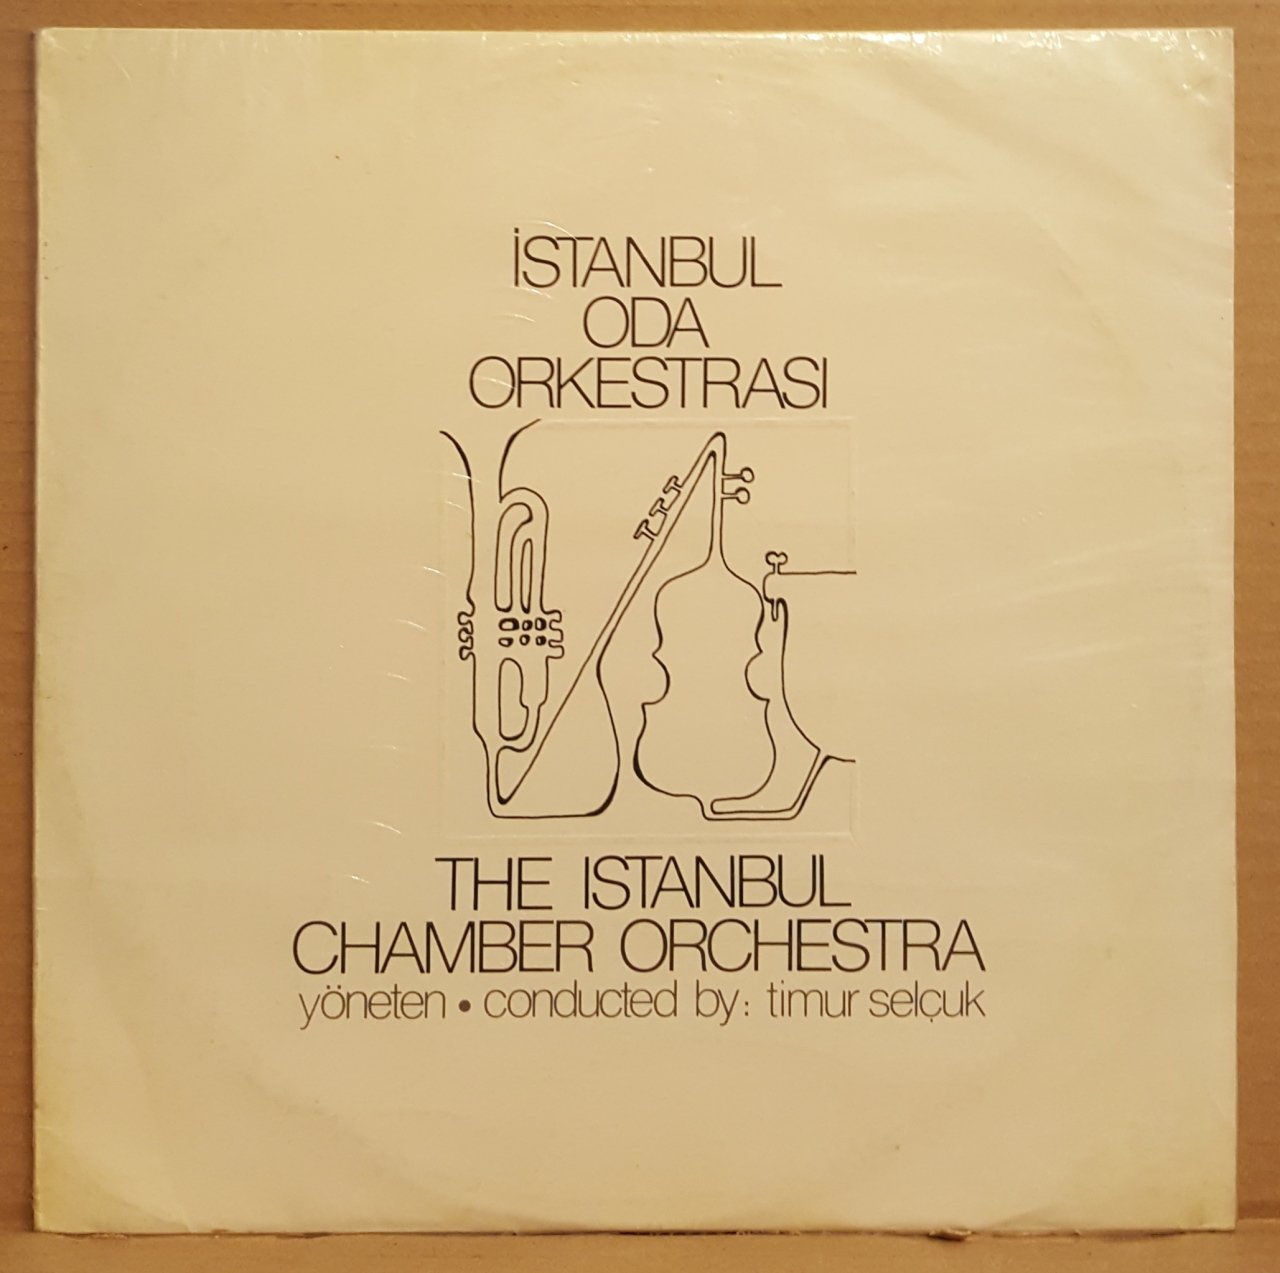 İSTANBUL
ODA
ORKESTRASI
THE ISTANBUL
CHAMBER ORCHESTRA
yöneten • conducted by: timur selçuk